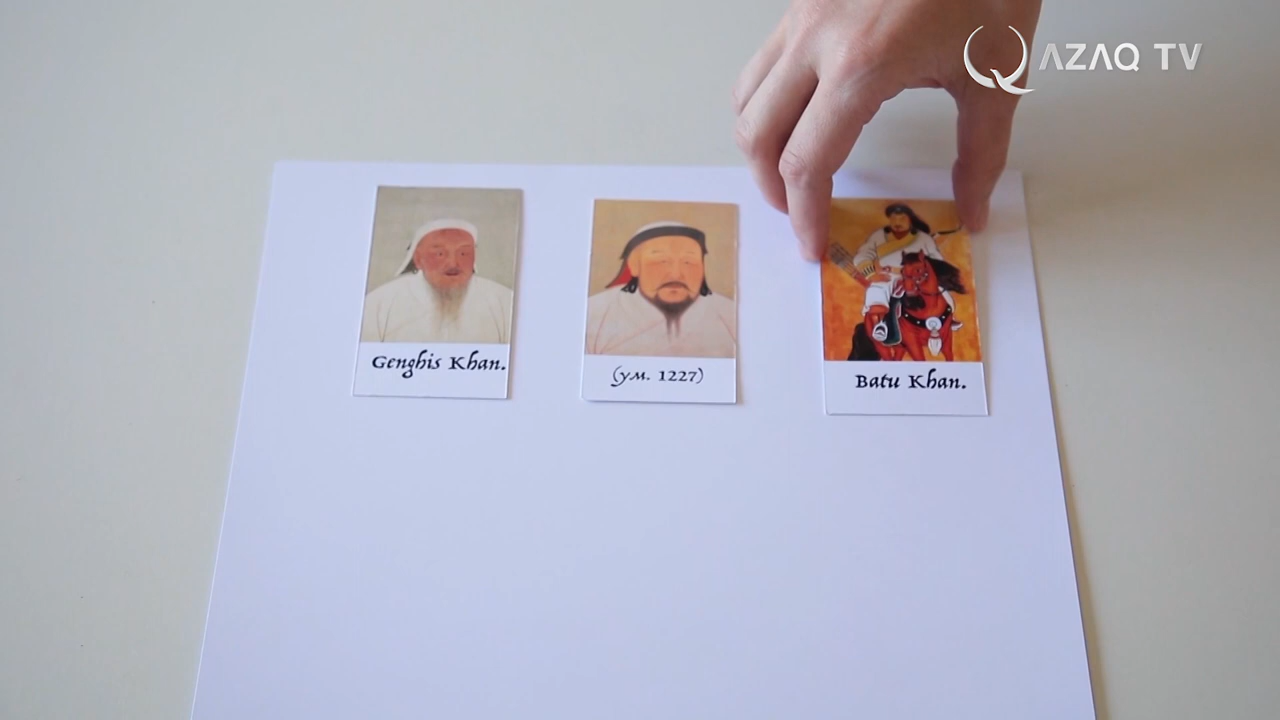 QAZAQ TV
Genghis Khan.
(ум. 1227)
Batu Khan.